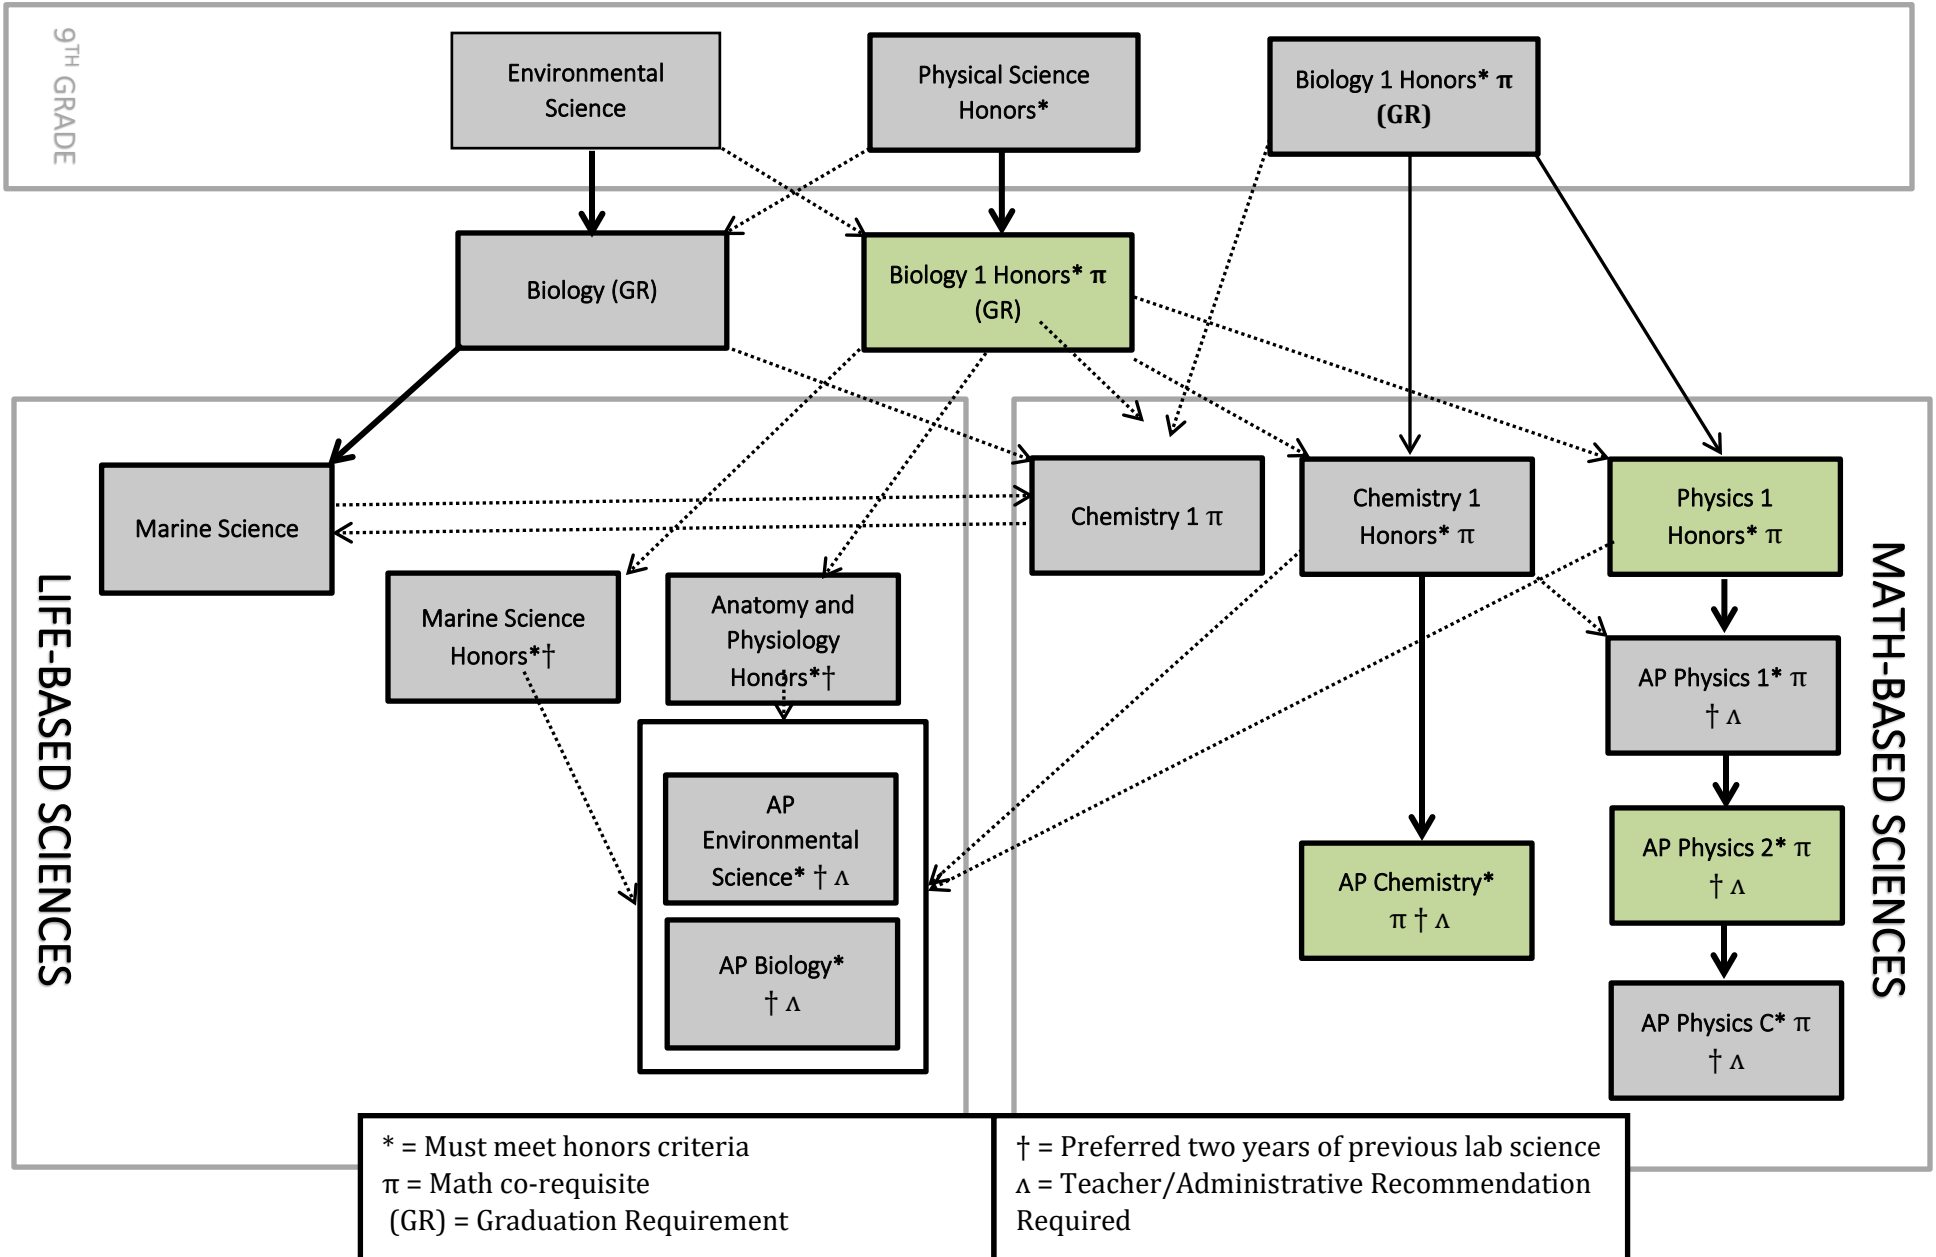 9TH GRADE
Environmental
Science
Physical Science
Honors*
Biology 1 Honors* π
(GR)
Biology (GR)
Biology 1 Honors* π
(GR)
LIFE-BASED SCIENCES
Marine Science
Marine Science
Honors*†
Anatomy and
Physiology
Honors*†
AP
Environmental
Science* † Λ
AP Biology*
† Λ
MATH-BASED SCIENCES
Chemistry 1 π
Chemistry 1
Honors* π
Physics 1
Honors* π
AP Physics 1* π
† Λ
AP Chemistry*
π † Λ
AP Physics 2* π
† Λ
AP Physics C* π
† Λ
* = Must meet honors criteria
π = Math co-requisite
(GR) = Graduation Requirement
† = Preferred two years of previous lab science
Λ = Teacher/Administrative Recommendation
Required